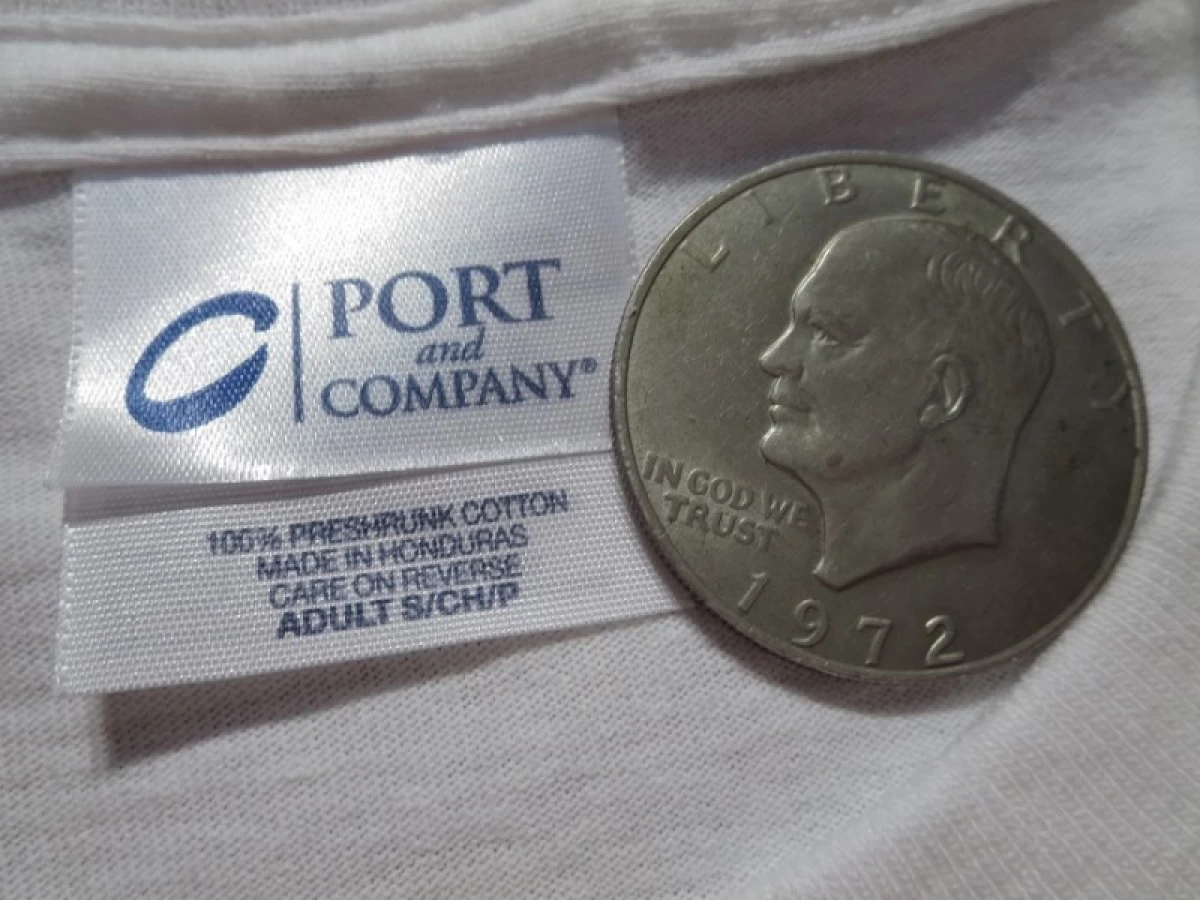 PORT
and
COMPANY®
100% PRESHRUNK COTTON
MADE IN HONDURAS
CARE ON REVERSE
ADULT S/CH/P
LIBERTY
IN GOD WE
TRUST
1972